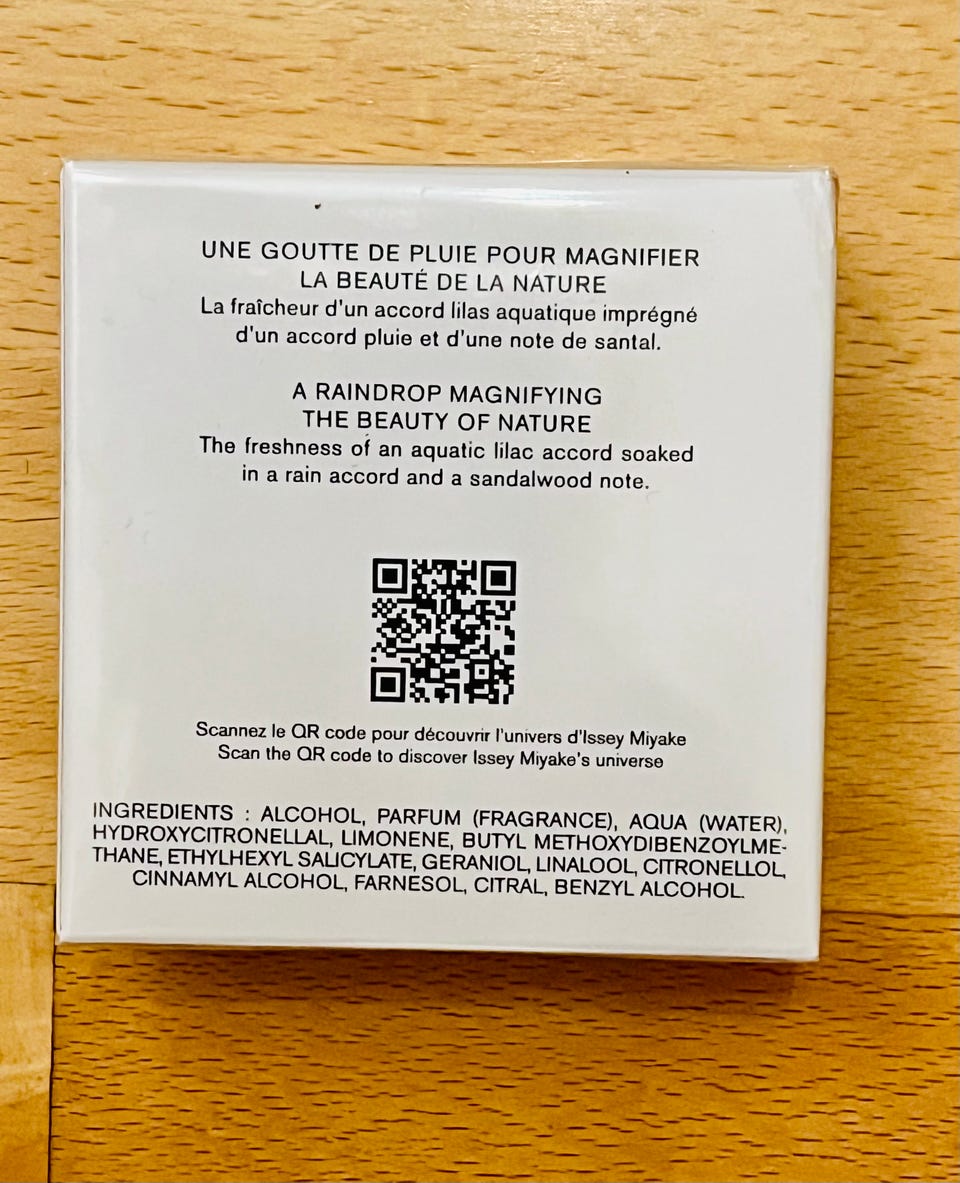 UNE GOUTTE DE PLUIE POUR MAGNIFIER
LA BEAUTÉ DE LA NATURE
La fraîcheur d'un accord lilas aquatique imprégné
d'un accord pluie et d'une note de santal.
A RAINDROP MAGNIFYING
THE BEAUTY OF NATURE
The freshness of an aquatic lilac accord soaked
in a rain accord and a sandalwood note.
Scannez le QR code pour découvrir l'univers d'Issey Miyake
Scan the QR code to discover Issey Miyake's universe
INGREDIENTS : ALCOHOL, PARFUM (FRAGRANCE), AQUA (WATER),
HYDROXYCITRONELLAL, LIMONENE, BUTYL METHOXYDIBENZOYLME-
THANE, ETHYLHEXYL SALICYLATE, GERANIOL, LINALOOL, CITRONELLOL,
CINNAMYL ALCOHOL, FARNESOL, CITRAL, BENZYL ALCOHOL.